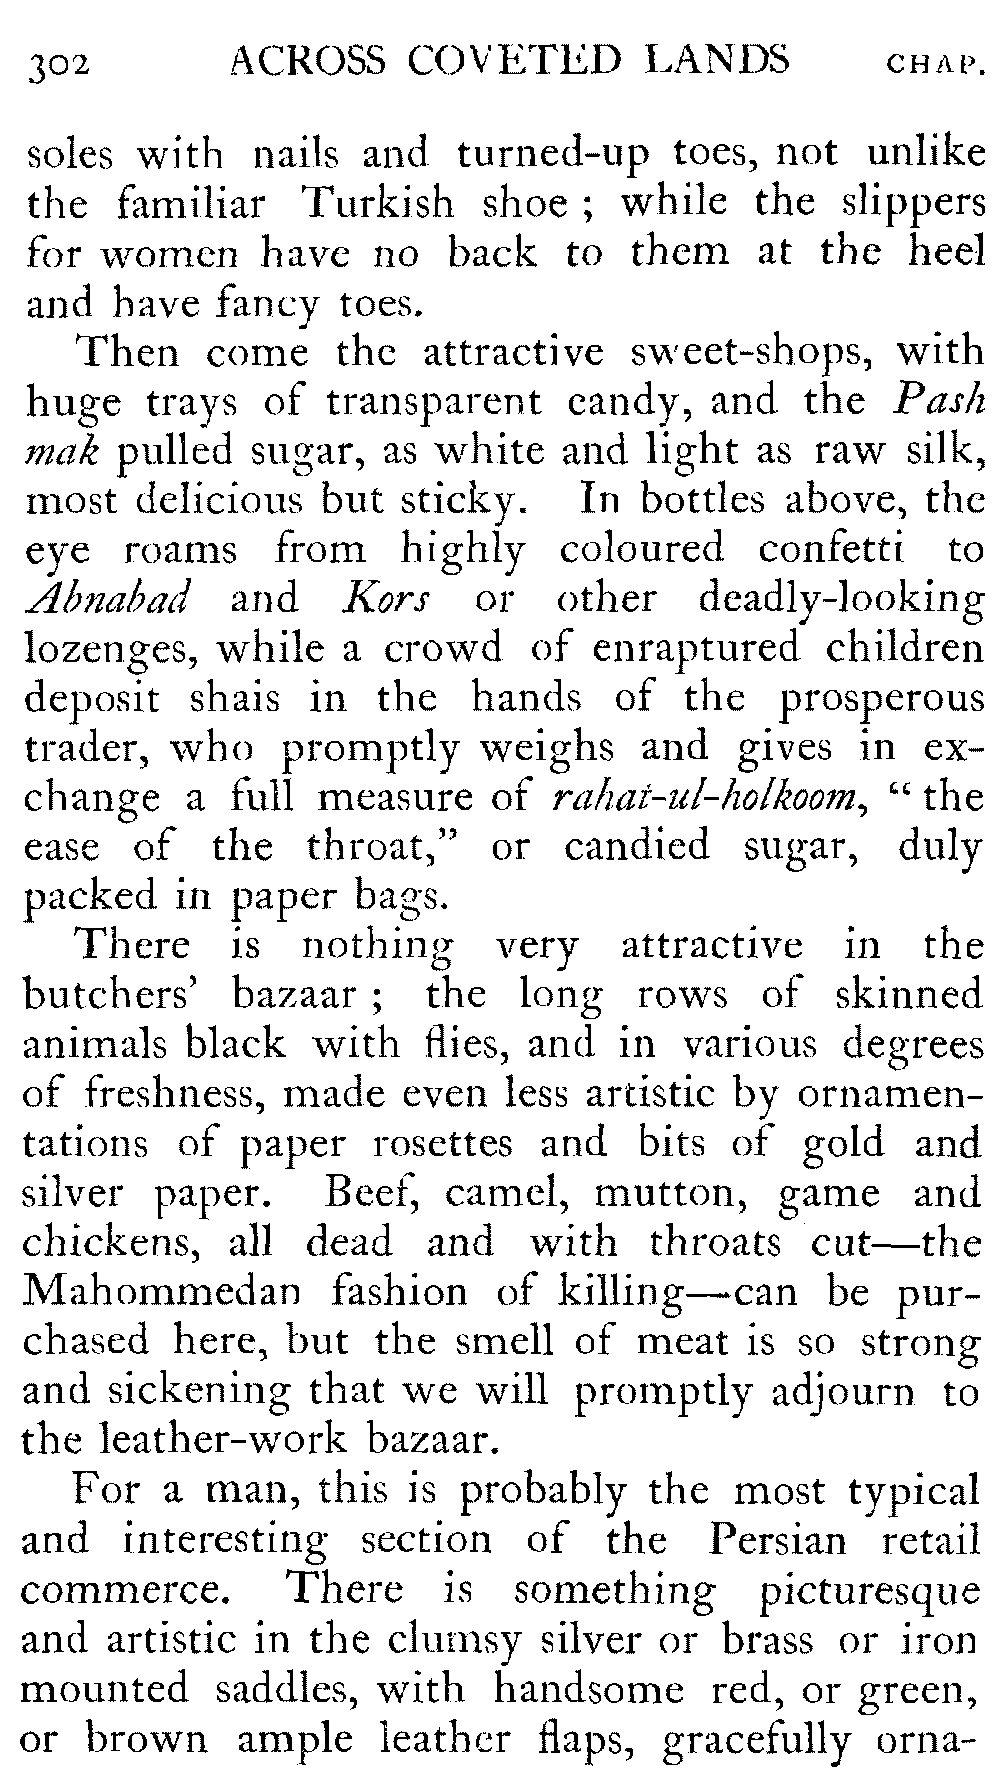 302 ACROSS COVETED LANDS CHAP.
soles with nails and turned-up toes, not unlike
the familiar Turkish shoe ; while the slippers
for women have no back to them at the heel
and have fancy toes.
Then come the attractive sweet-shops, with
huge trays of transparent candy, and the Pash
mak pulled sugar, as white and light as raw silk,
most delicious but sticky. In bottles above, the
eye roams from highly coloured confetti to
Abnabad and Kors or other deadly-looking
lozenges, while a crowd of enraptured children
deposit shais in the hands of the prosperous
trader, who promptly weighs and gives in ex-
change a full measure of rahat-ul-holkoom, “ the
ease of the throat,” or candied sugar, duly
packed in paper bags.
There is nothing very attractive in the
butchers’ bazaar ; the long rows of skinned
animals black with flies, and in various degrees
of freshness, made even less artistic by ornamen-
tations of paper rosettes and bits of gold and
silver paper. Beef, camel, mutton, game and
chickens, all dead and with throats cut—the
Mahommedan fashion of killing—can be pur-
chased here, but the smell of meat is so strong
and sickening that we will promptly adjourn to
the leather-work bazaar.
For a man, this is probably the most typical
and interesting section of the Persian retail
commerce. There is something picturesque
and artistic in the clumsy silver or brass or iron
mounted saddles, with handsome red, or green,
or brown ample leather flaps, gracefully orna-